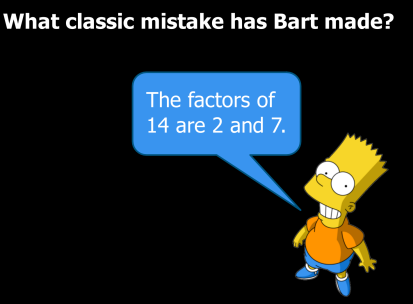 What classic mistake has Bart made?
The factors of
14 are 2 and 7.